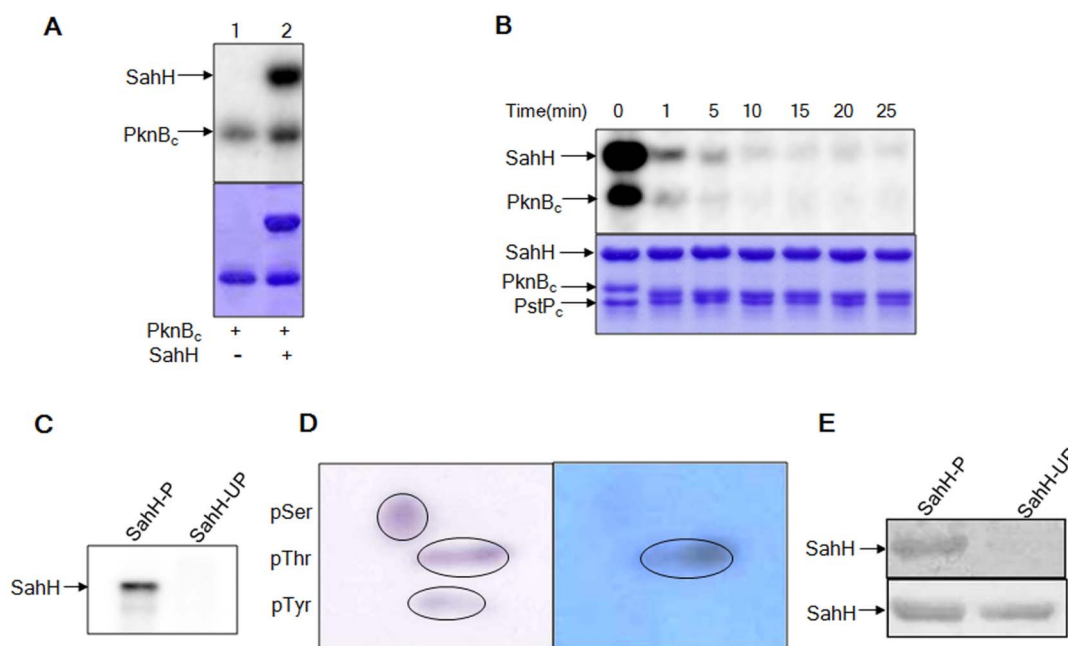 A
1 2
SahH
PknBc
PknBc + +
SahH - +
B
Time(min) 0 1 5 10 15 20 25
SahH
PknBc
SahH
PknBc
PstPc
C
SahH-P SahH-UP
SahH
D
pSer
pThr
pTyr
E
SahH-P SahH-UP
SahH
SahH